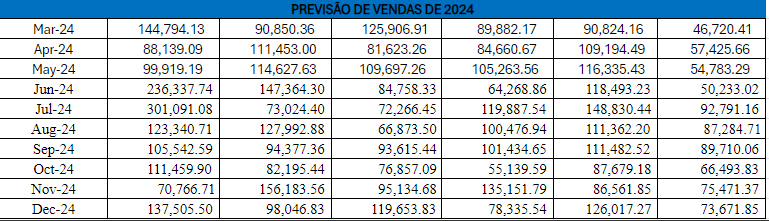 PREVISÃO DE VENDAS DE 2024
Mar-24 144,794.13 90,850.36 125,906.91 89,882.17 90,824.16 46,720.41
Apr-24 88,139.09 111,453.00 81,623.26 84,660.67 109,194.49 57,425.66
May-24 99,919.19 114,627.63 109,697.26 105,263.56 116,335.43 54,783.29
Jun-24 236,337.74 147,364.30 84,758.33 64,268.86 118,493.23 50,233.02
Jul-24 301,091.08 73,024.40 72,266.45 119,887.54 148,830.44 92,791.16
Aug-24 123,340.71 127,992.88 66,873.50 100,476.94 111,362.20 87,284.71
Sep-24 105,542.59 94,377.36 93,615.44 101,434.65 111,482.52 89,710.06
Oct-24 111,459.90 82,195.44 76,857.09 55,139.59 87,679.18 66,493.83
Nov-24 70,766.71 156,183.56 95,134.68 135,151.79 86,561.85 75,471.37
Dec-24 137,505.50 98,046.83 119,653.83 78,335.54 126,017.27 73,671.85